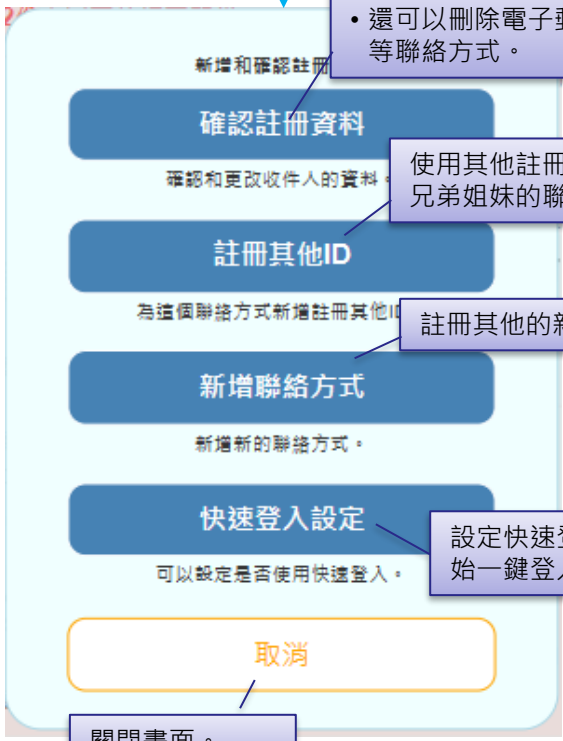 • 還可以刪除電子郵
等聯絡方式。
新增和確認註冊
確認註冊資料
確認和更改收件人的資料。
使用其他註冊
兄弟姐妹的聯
註冊其他ID
為這個聯絡方式新增註冊其他ID
註冊其他的新
新增聯絡方式
新增新的聯絡方式。
快速登入設定
設定快速登
始一鍵登入
可以設定是否使用快速登入。
取消
關閉畫面。